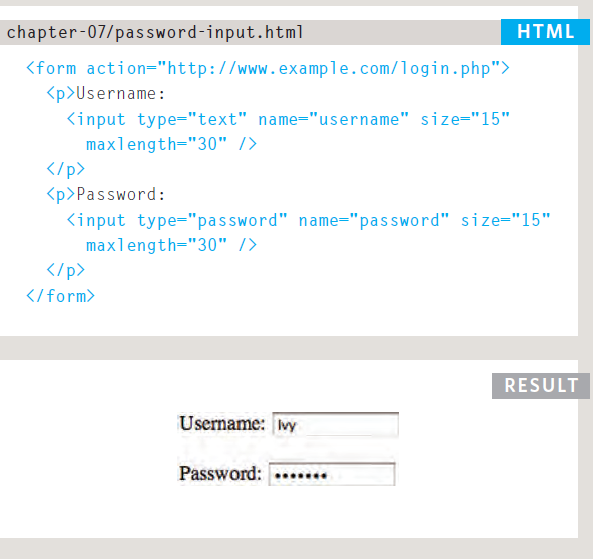 chapter-07/password-input.html HTML
<form action="http://www.example.com/login.php">
<p>Username:
<input type="text" name="username" size="15"
maxlength="30" />
</p>
<p>Password:
<input type="password" name="password" size="15"
maxlength="30" />
</p>
</form>
RESULT
Username: Ivy
Password: •••••••